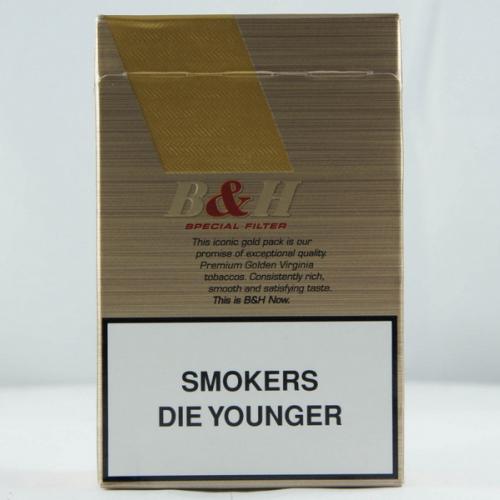 B&H
SPECIAL FILTER
This iconic gold pack is our
promise of exceptional quality.
Premium Golden Virginia
tobaccos. Consistently rich,
smooth and satisfying taste.
This is B&H Now.
SMOKERS
DIE YOUNGER